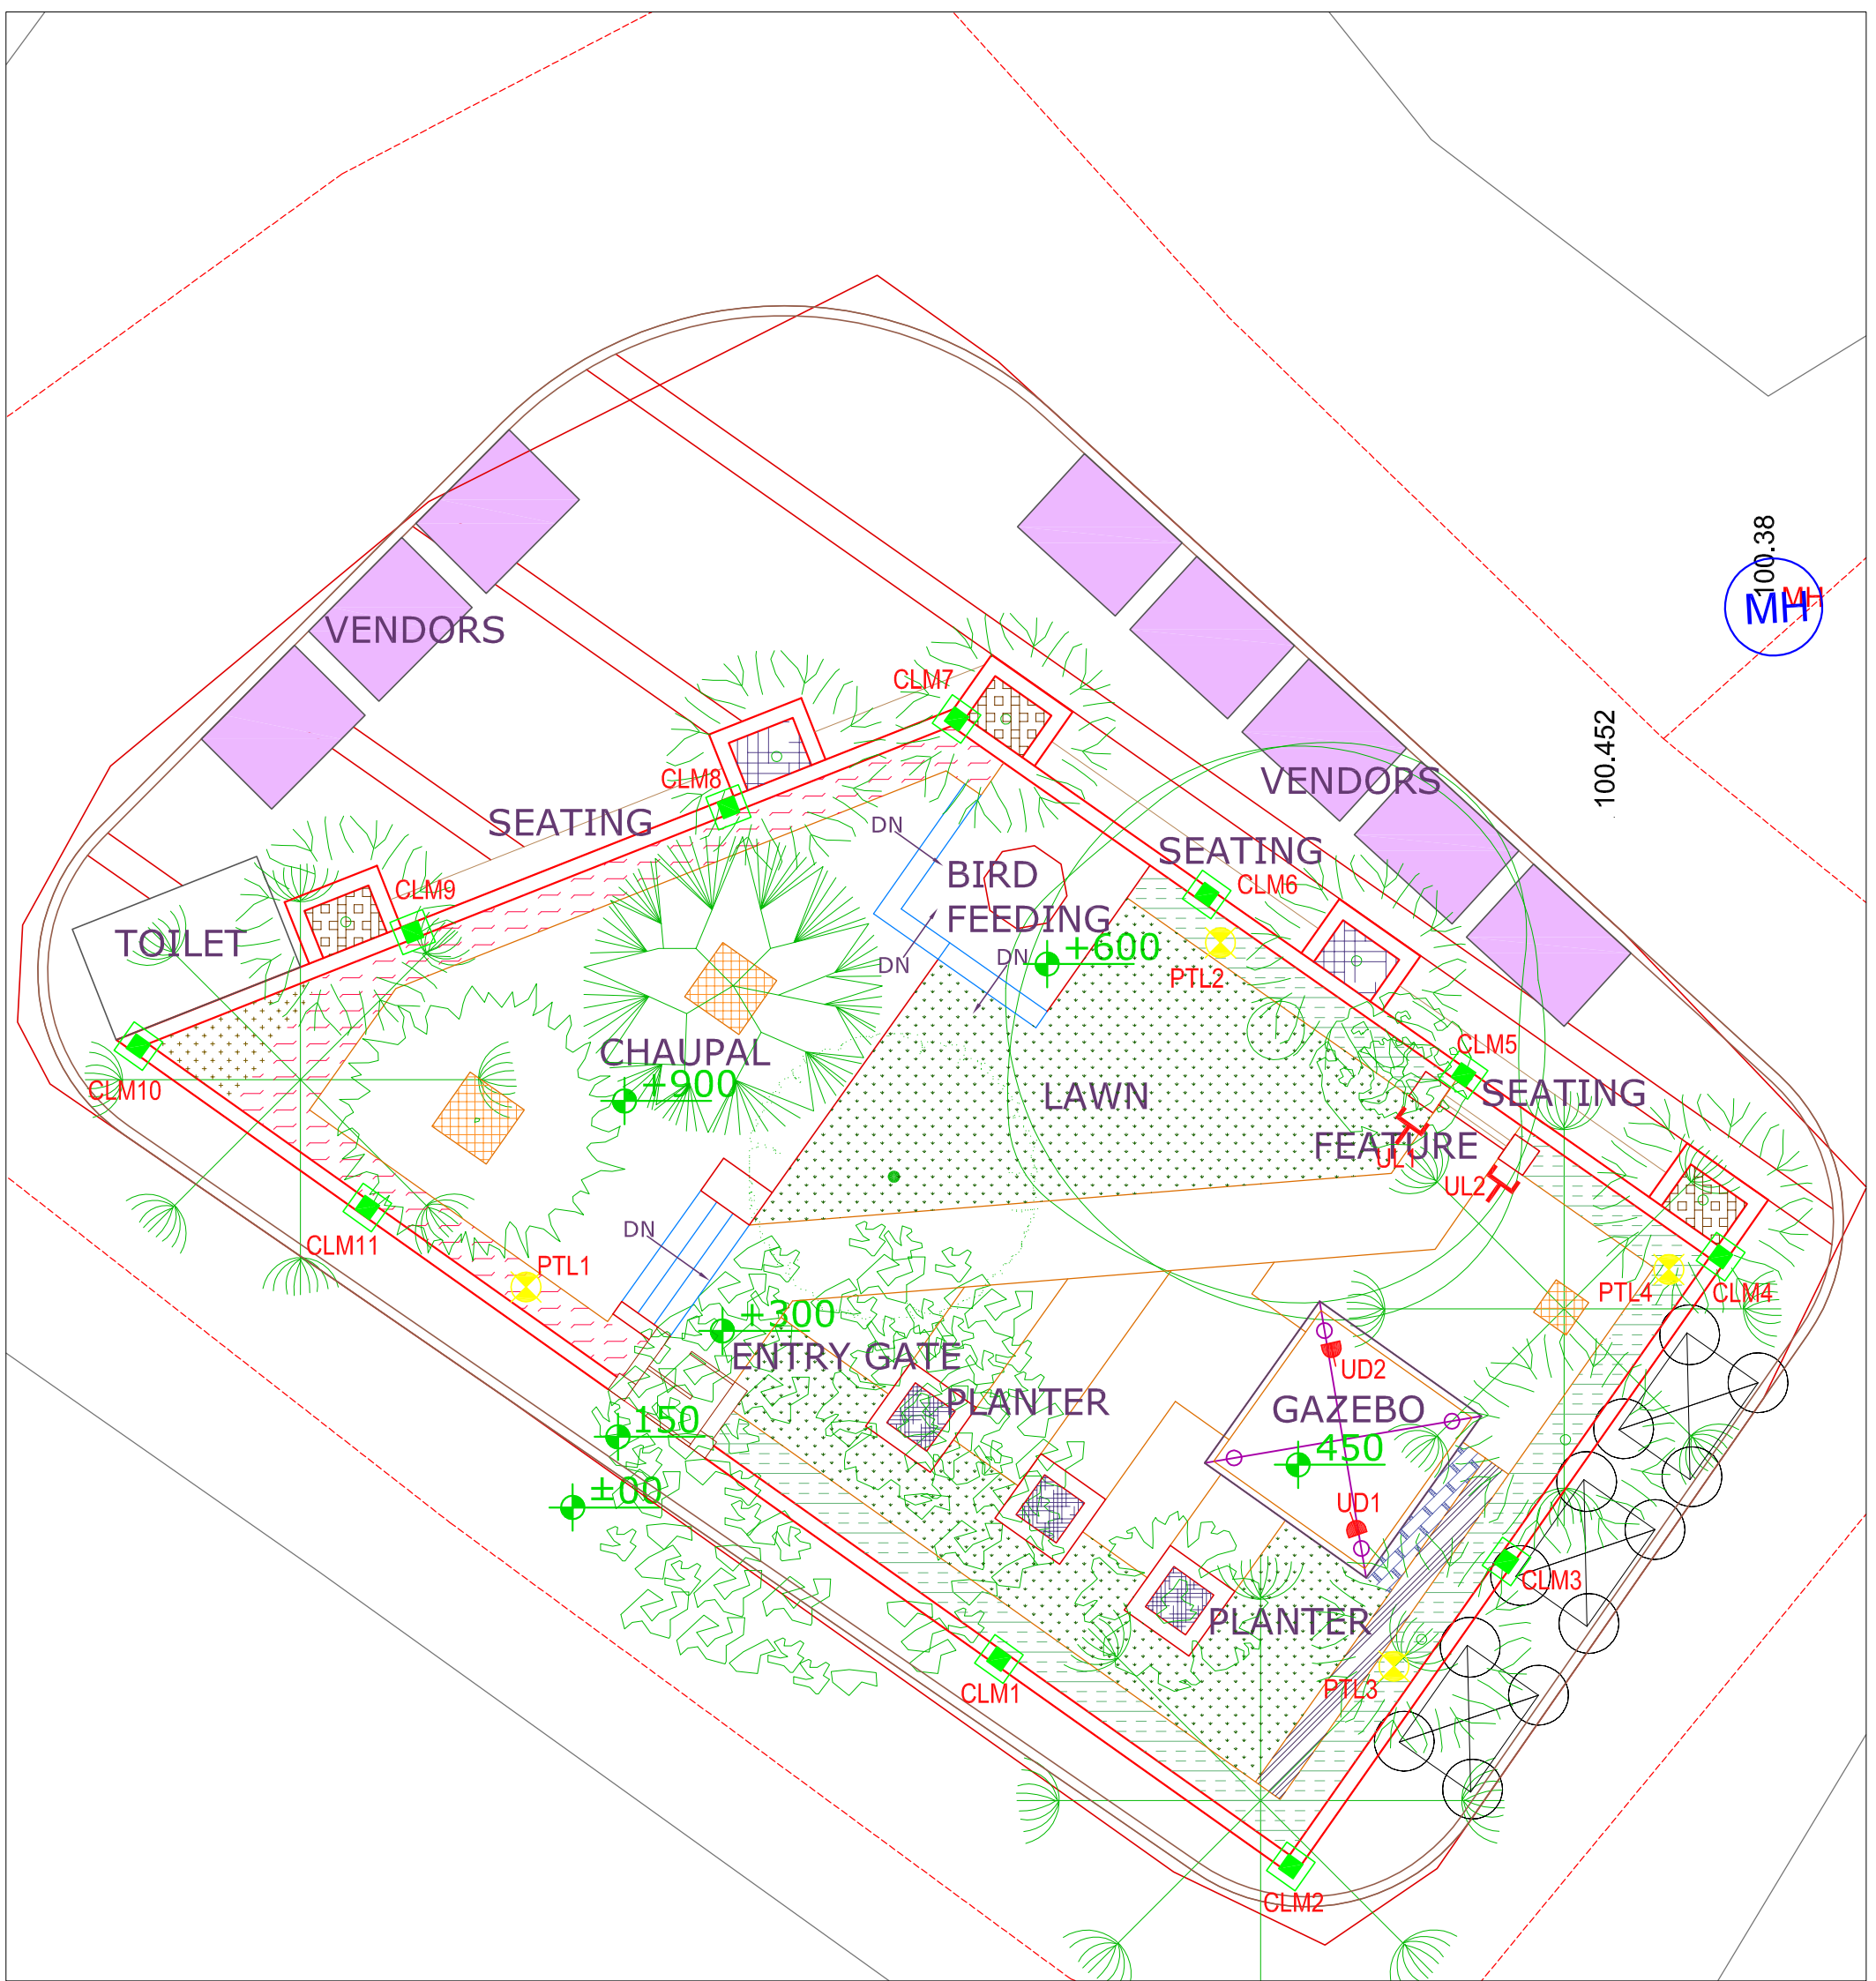 100.38
MH
MH
VENDORS
CLM7
100.452
CLM8
VENDORS
SEATING
DN
SEATING
BIRD
FEEDING
CLM6
CLM9
TOILET
DN
DN
+600
PTL2
CLM5
CHAUPAL
+900
LAWN
SEATING
CLM10
FEATURE
UL1
UL2
CLM11
DN
PTL1
PTL4
CLM4
+300
ENTRY GATE
UD2
PLANTER
GAZEBO
150
450
±00
UD1
CLM3
PLANTER
PTL3
CLM1
CLM2